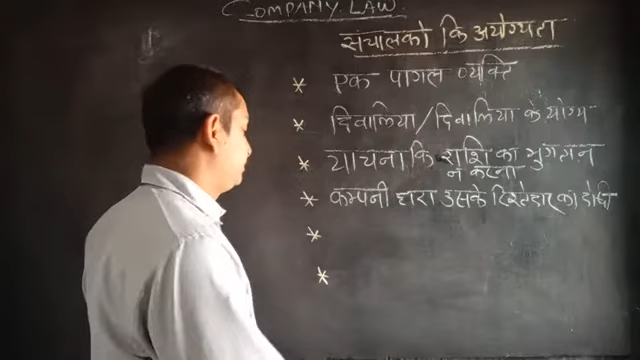 COMPANY LAW.
संचालको कि अयोग्यता
* एक पागल व्यक्ति
* दिवालिया/दिवालिया के योग्य
* याचना कि राशि का भुगतान
न करना
* कम्पनी द्वारा उसके रिश्तेदार को दोषी
*
*